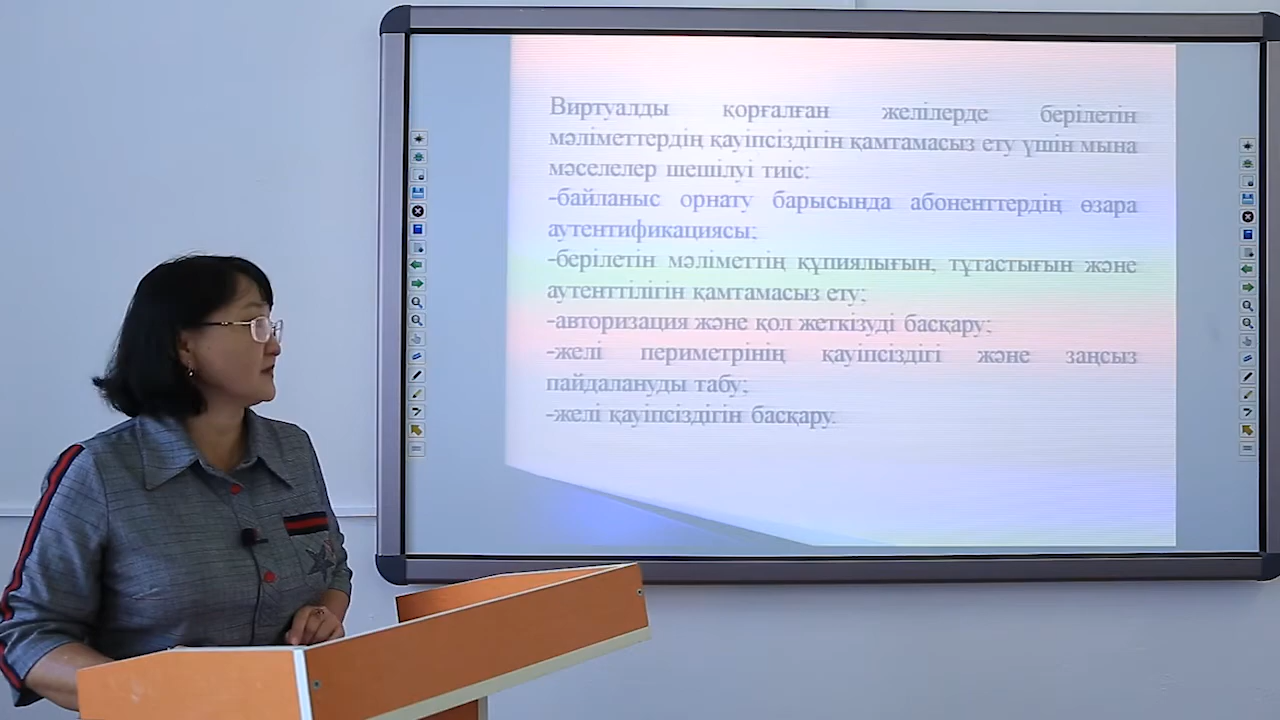 Виртуалды қорғалған желілерде берілетін
мәліметтердің қауіпсіздігін қамтамасыз ету үшін мына
мәселелер шешілуі тиіс:
-байланыс орнату барысында абоненттердің өзара
аутентификациясы;
-берілетін мәліметтің құпиялығын, тұтастығын және
аутенттілігін қамтамасыз ету;
-авторизация және қол жеткізуді басқару;
-желі периметрінің қауіпсіздігі және заңсыз
пайдалануды табу;
-желі қауіпсіздігін басқару.